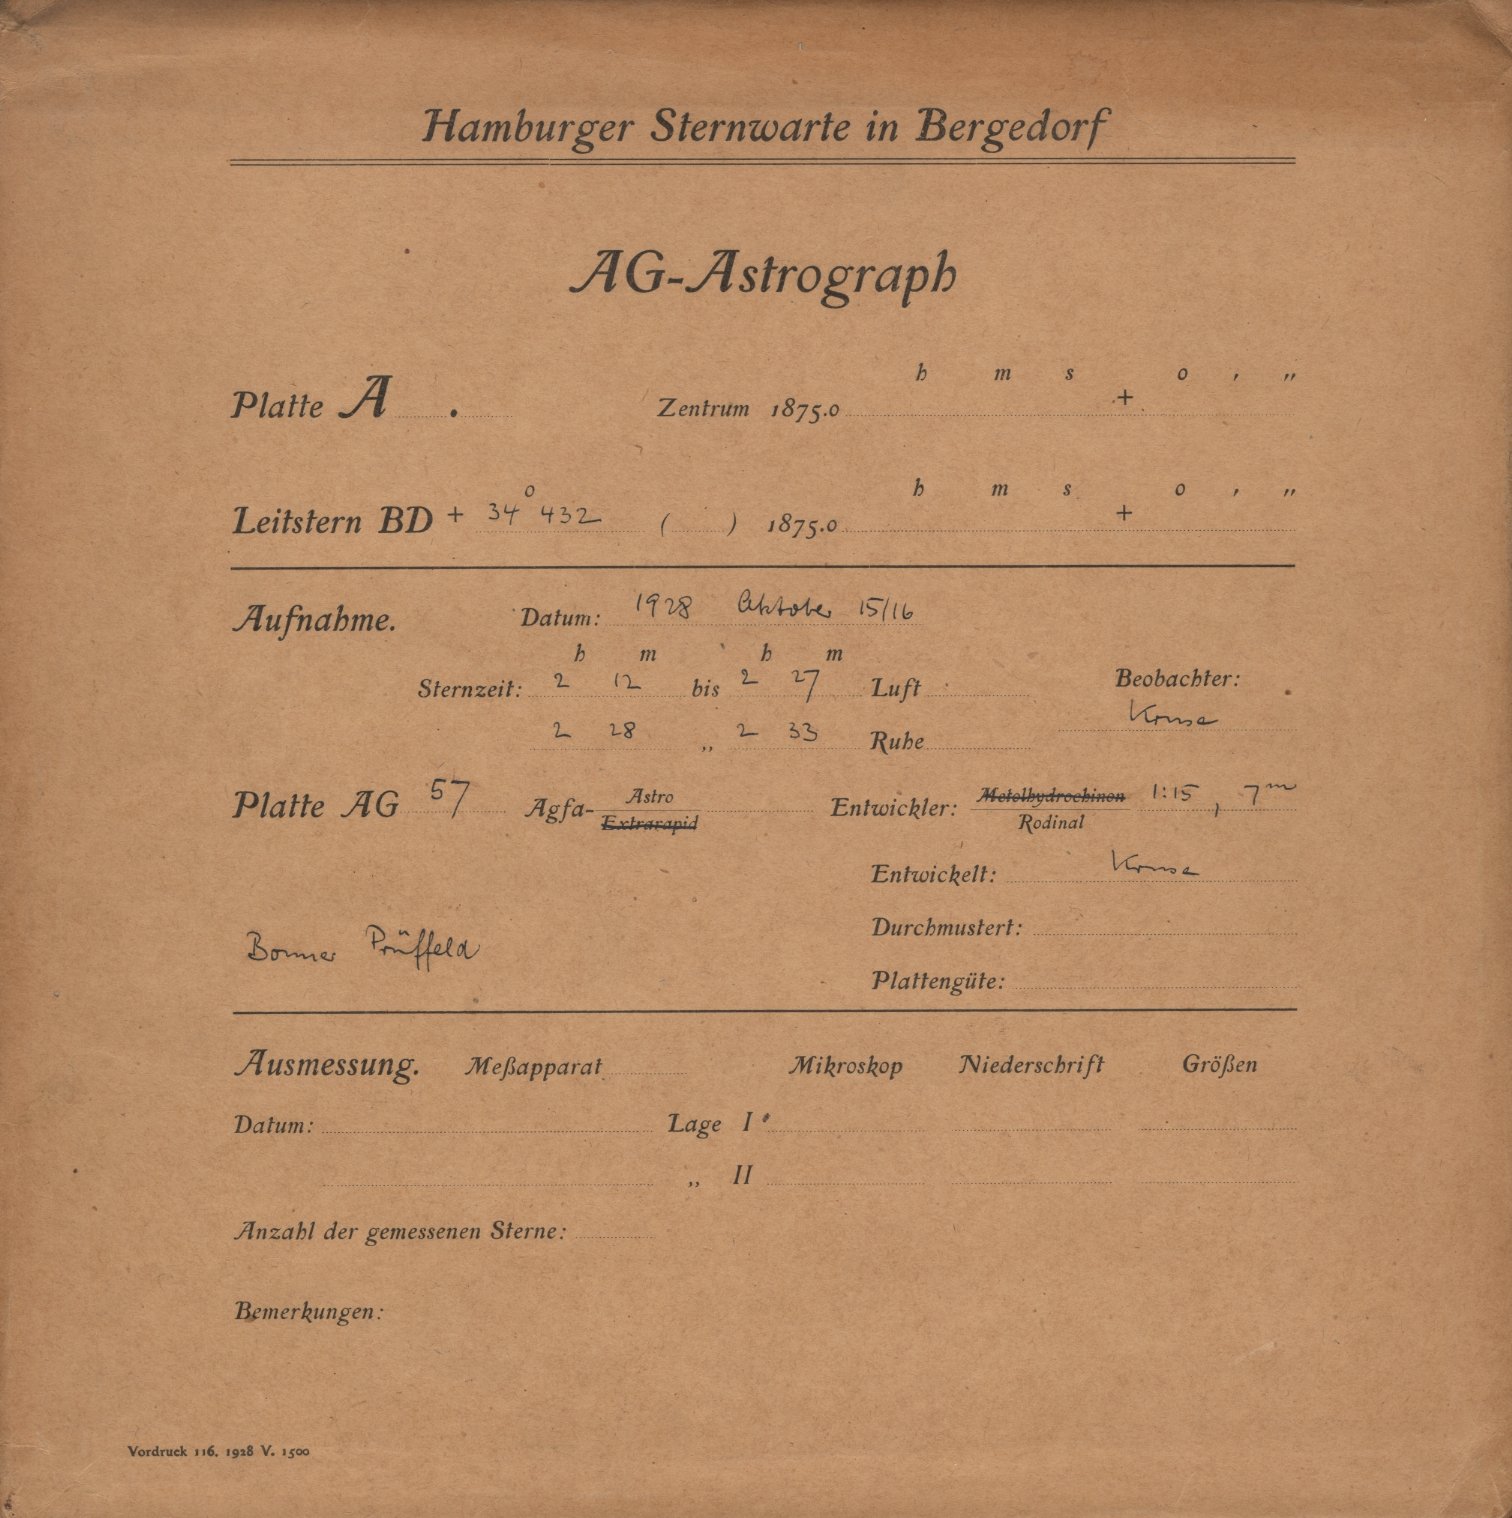 Hamburger Sternwarte in Bergedorf
AG-Astrograph
h m s o ' "
Platte A . Zentrum 1875.0 +
o h m s o ' "
Leitstern BD + 34 432 ( ) 1875.0 +
Aufnahme. Datum: 1928 Oktober 15/16
h m h m
Sternzeit: 2 12 bis 2 27 Luft Beobachter:
Kruse
2 28 „ 2 33 Ruhe
Platte AG 57 Agfa- Astro Entwickler: Metolhydrochinon 1:15, 7m
Extrarapid Rodinal
Entwickelt: Kruse
Durchmustert:
Bonner Prüffeld
Plattengüte:
Ausmessung. Meßapparat Mikroskop Niederschrift Größen
Datum: Lage I
„ II
Anzahl der gemessenen Sterne:
Bemerkungen:
Vordruck 116. 1928 V. 1500